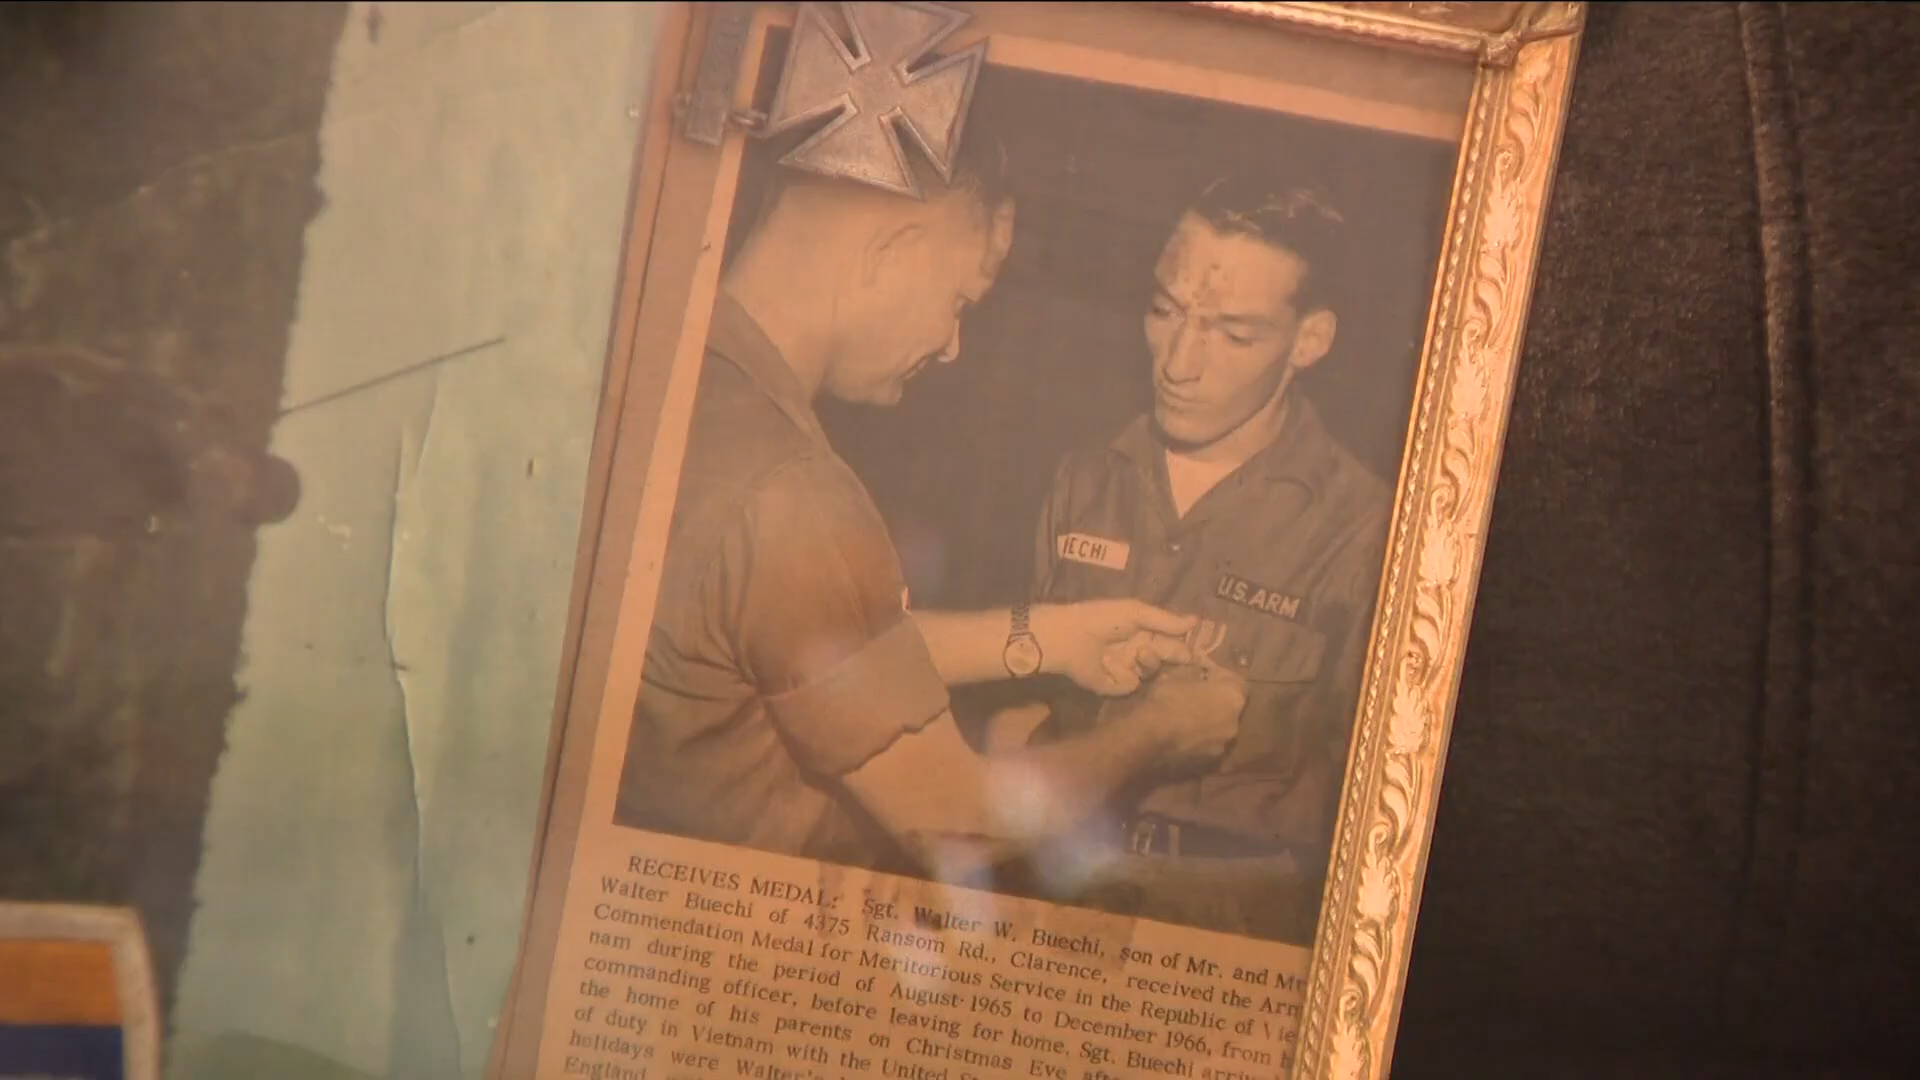 IECHI
U.S.ARM
RECEIVES MEDAL: Sgt. Walter W. Buechi, son of Mr. and Mr
Walter Buechi of 4375 Ransom Rd., Clarence, received the Arm
Commendation Medal for Meritorious Service in the Republic of Vie
nam during the period of August 1965 to December 1966, from h
commanding officer, before leaving for home. Sgt. Buechi arriv
the home of his parents on Christmas Eve aft
of duty in Vietnam with the United St
holidays were Walter's
England